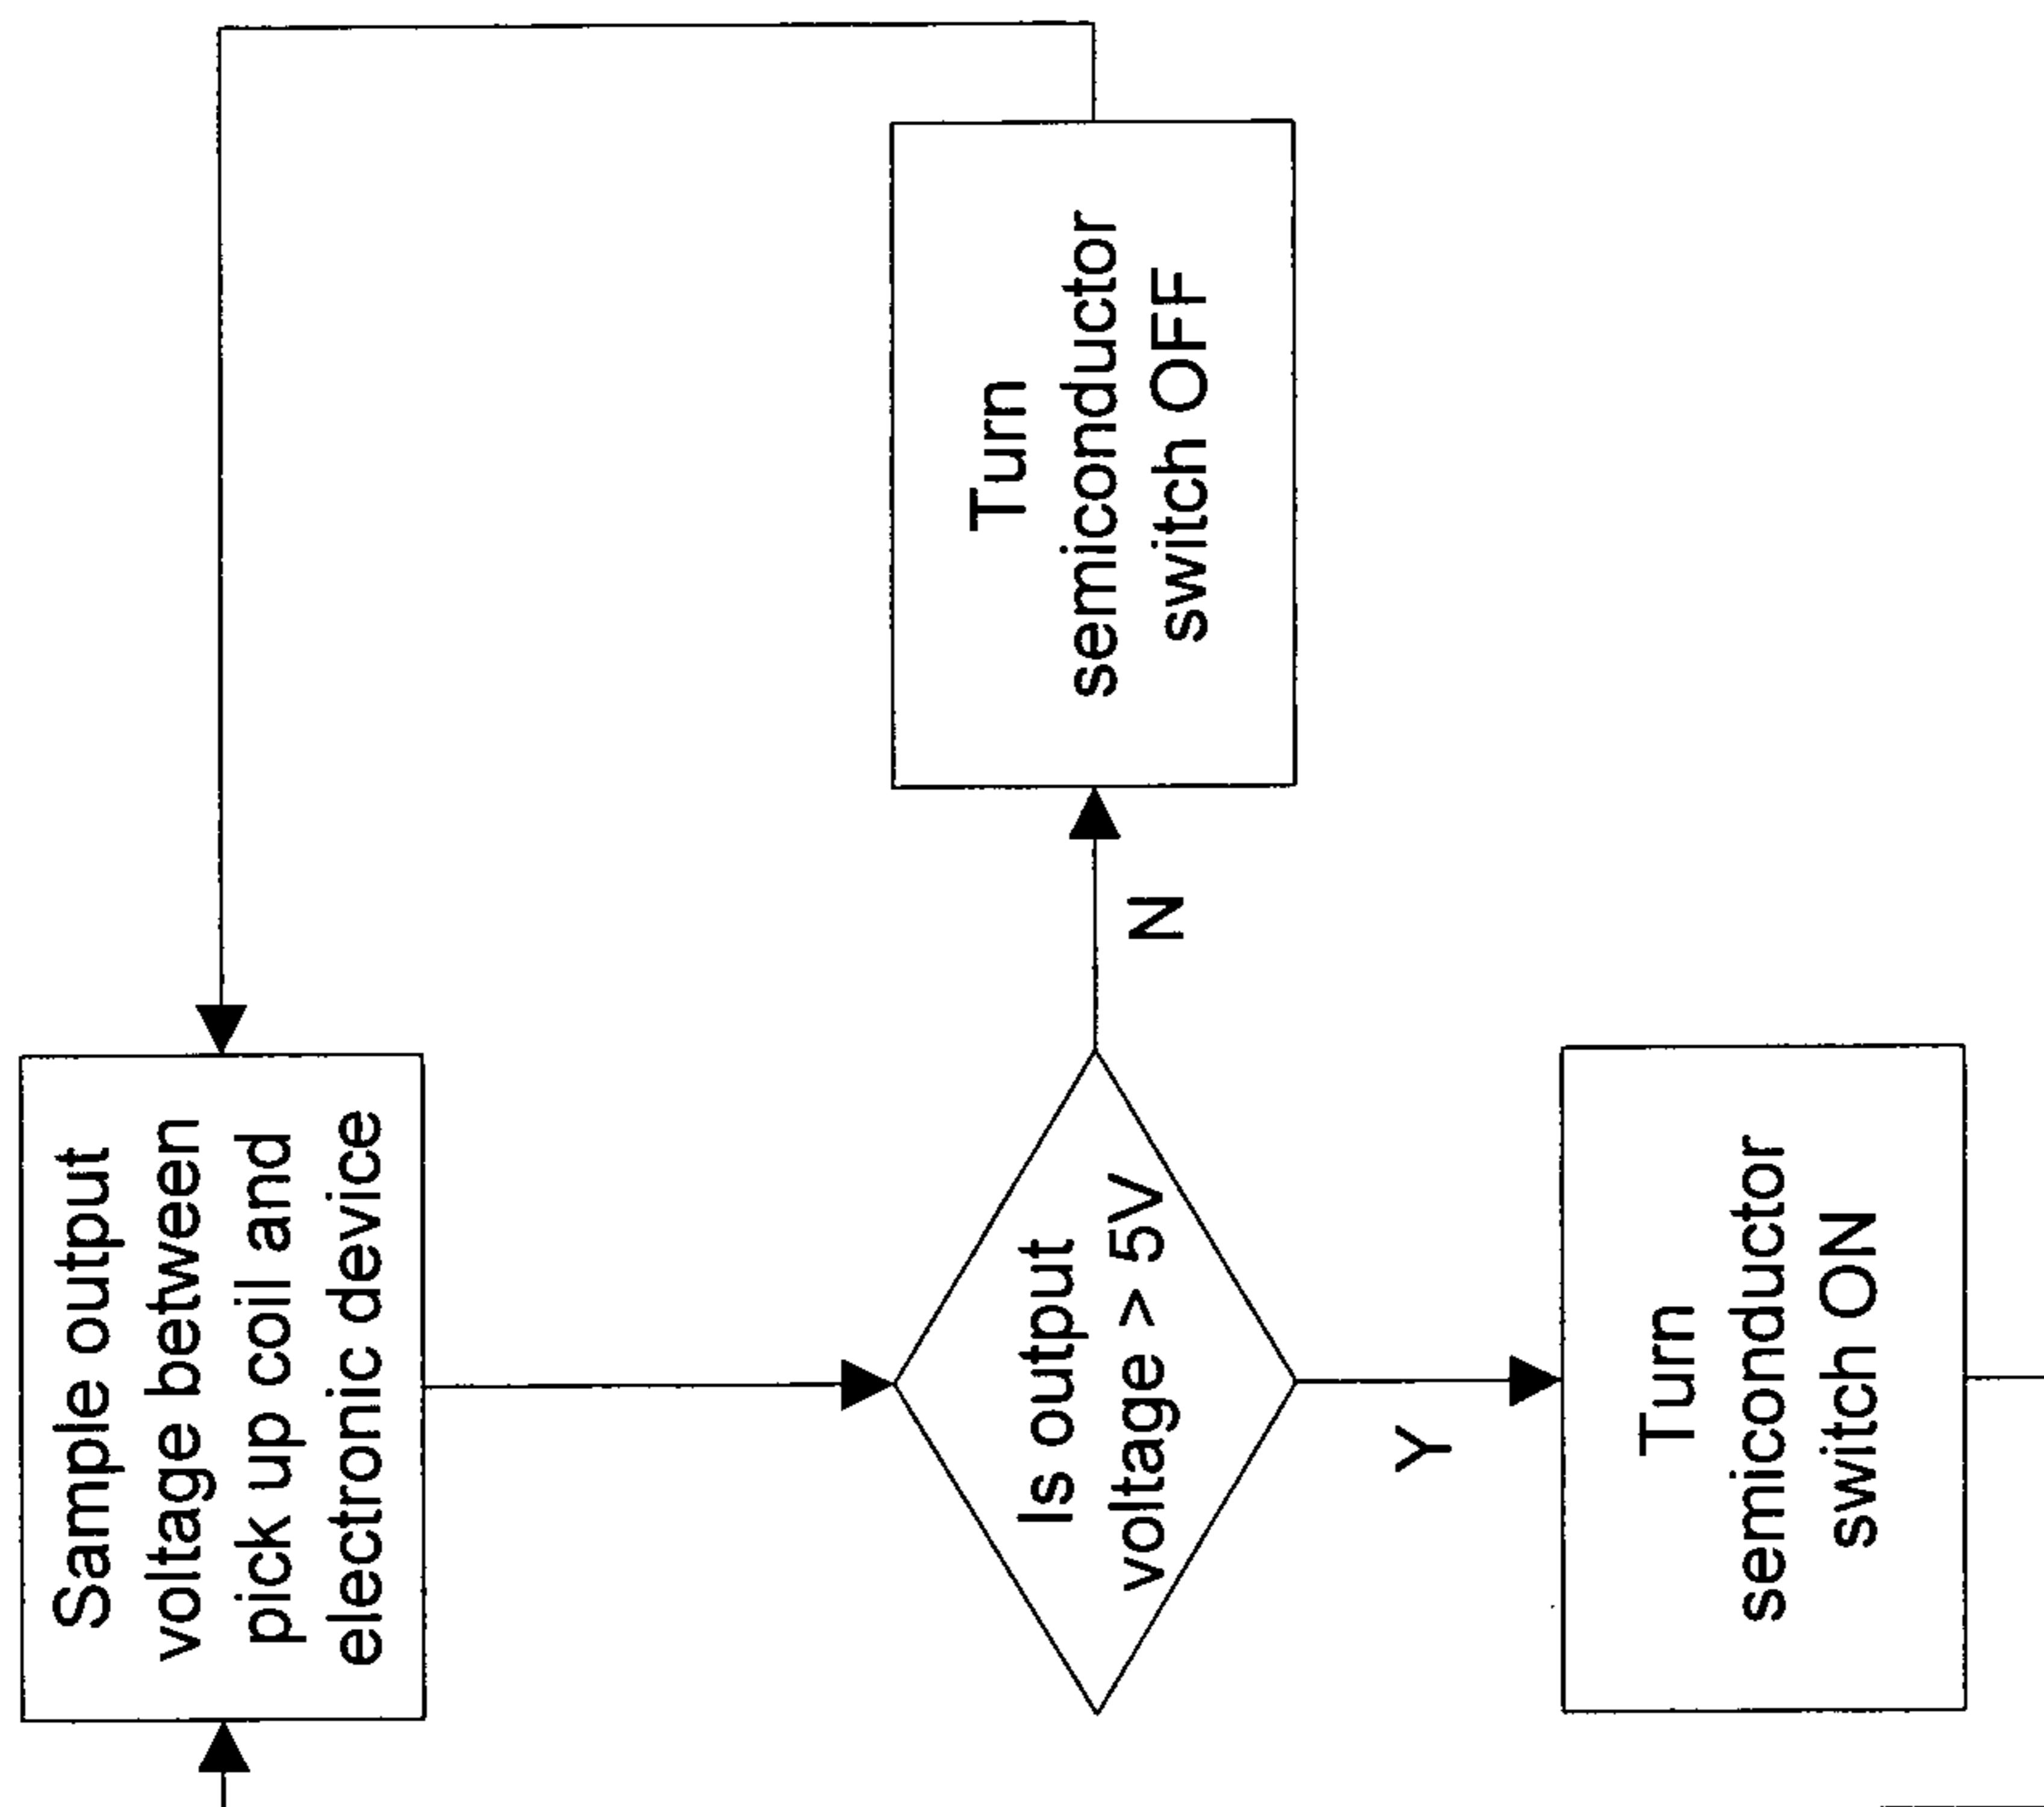 Sample output
voltage between
pick up coil and
electronic device
Is output
voltage > 5V
N
Turn
semiconductor
switch OFF
Y
Turn
semiconductor
switch ON